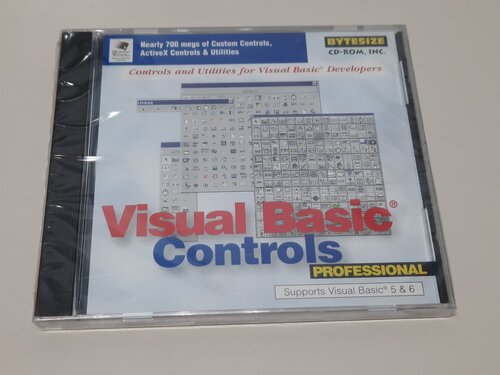 Nearly 700 megs of Custom Controls,
ActiveX Controls & Utilities
BYTESIZE
CD-ROM, INC.
Controls and Utilities for Visual Basic® Developers
Visual Basic®
Controls
PROFESSIONAL
Supports Visual Basic® 5 & 6